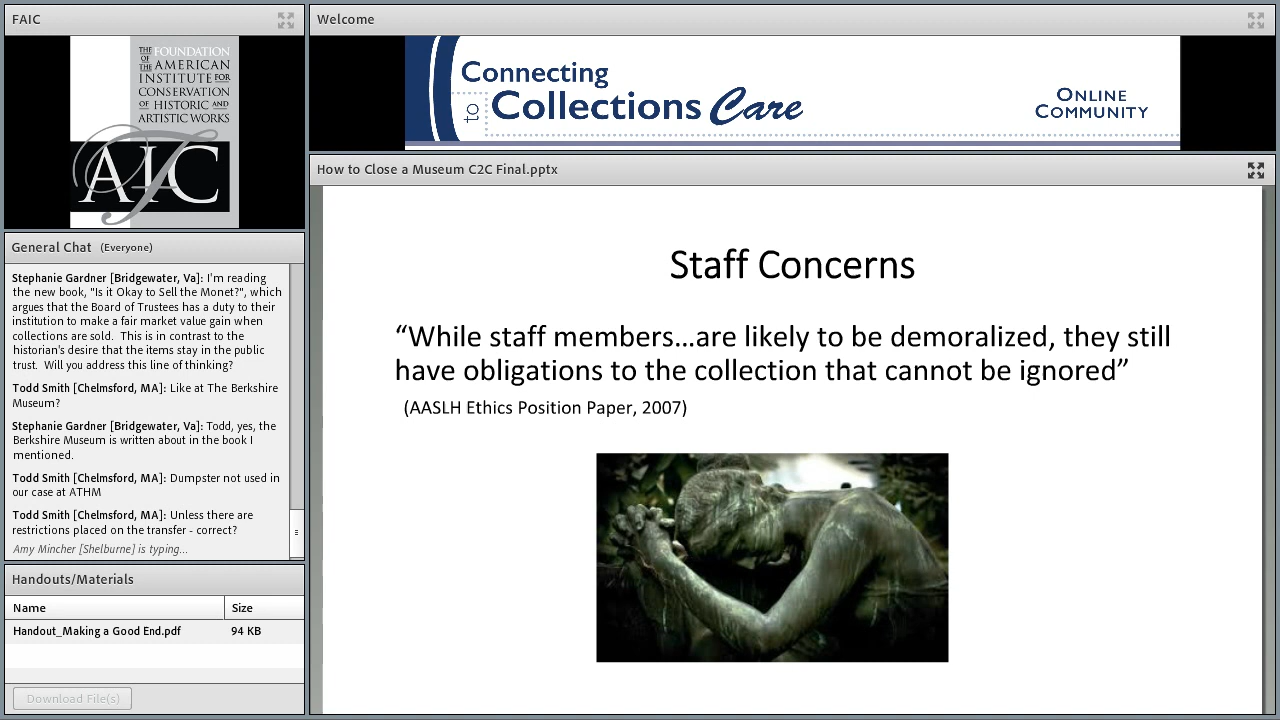 FAIC
THE FOUNDATION
OF THE AMERICAN
INSTITUTE FOR
CONSERVATION
OF HISTORIC AND
ARTISTIC WORKS
FAIC
Welcome
Connecting
to Collections Care
ONLINE
COMMUNITY
How to Close a Museum C2C Final.pptx
Staff Concerns
“While staff members...are likely to be demoralized, they still
have obligations to the collection that cannot be ignored”
(AASLH Ethics Position Paper, 2007)
General Chat (Everyone)
Stephanie Gardner [Bridgewater, Va]: I'm reading
the new book, "Is it Okay to Sell the Monet?", which
argues that the Board of Trustees has a duty to their
institution to make a fair market value gain when
collections are sold. This is in contrast to the
historian's desire that the items stay in the public
trust. Will you address this line of thinking?
Todd Smith [Chelmsford, MA]: Like at The Berkshire
Museum?
Stephanie Gardner [Bridgewater, Va]: Todd, yes, the
Berkshire Museum is written about in the book I
mentioned.
Todd Smith [Chelmsford, MA]: Dumpster not used in
our case at ATHM
Todd Smith [Chelmsford, MA]: Unless there are
restrictions placed on the transfer - correct?
Amy Mincher [Shelburne] is typing...
Handouts/Materials
Name Size
Handout_Making a Good End.pdf 94 KB
Download File(s)